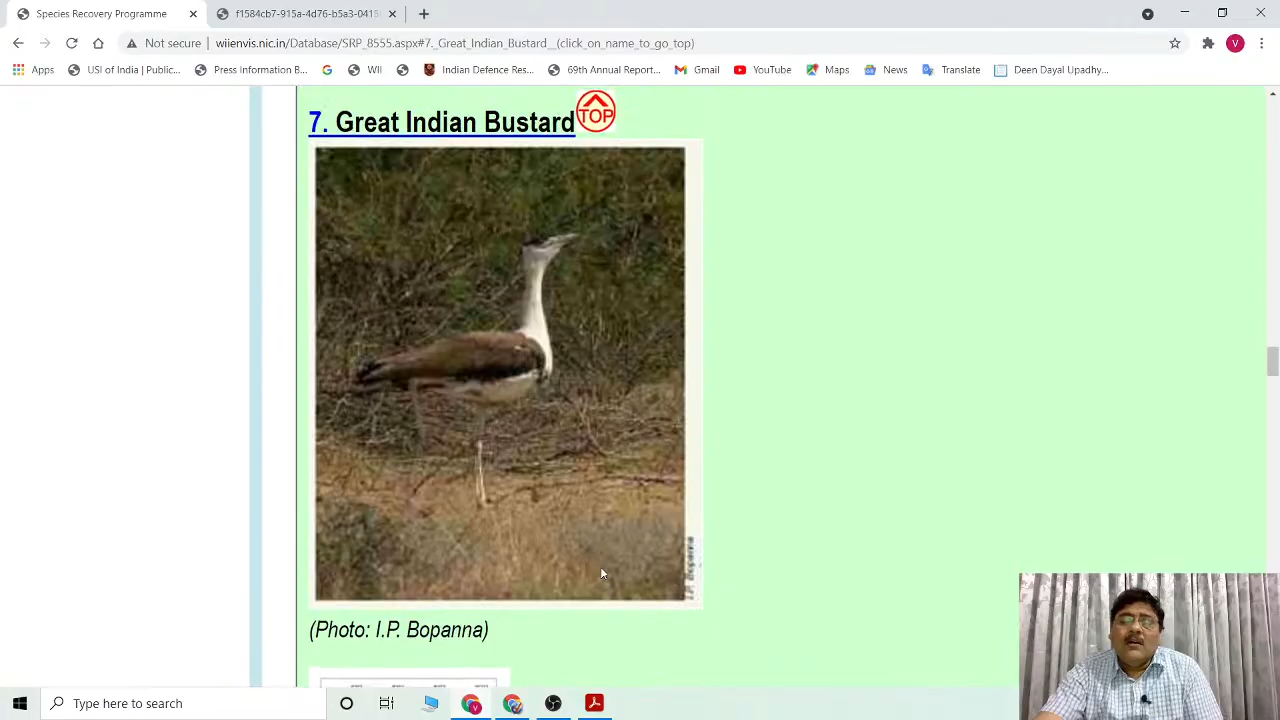 Species Recovery Programme
f1584cb7-915a-4d76-b5a3-0415
Not secure
wiienvis.nic.in/Database/SRP_8555.aspx#7._Great_Indian_Bustard__(click_on_name_to_go_top)
V
Apps
USI of India | Public...
Press Information B...
WII
Indian Defence Res...
69th Annual Report...
Gmail
YouTube
Maps
News
Translate
Deen Dayal Upadhy...
7. Great Indian Bustard
TOP
I.P. Bopanna
(Photo: I.P. Bopanna)
Type here to search